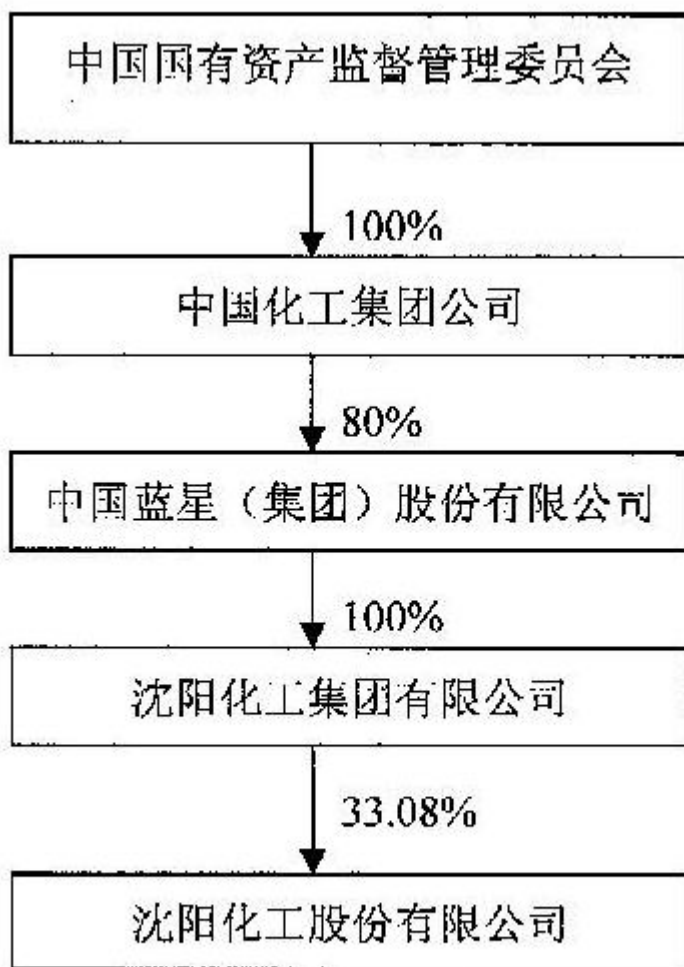 中国国有资产监督管理委员会
100%
中国化工集团公司
80%
中国蓝星（集团）股份有限公司
100%
沈阳化工集团有限公司
33.08%
沈阳化工股份有限公司